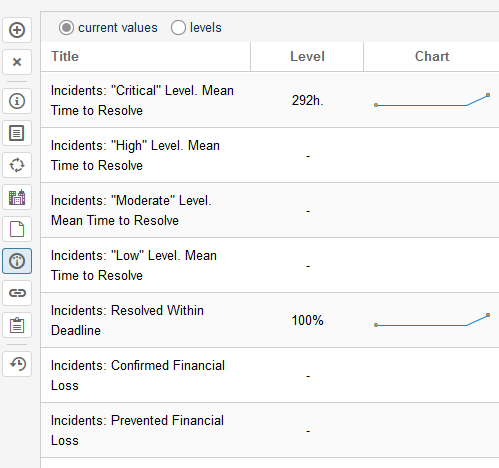 current values levels
Title Level Chart
Incidents: "Critical" Level. Mean
Time to Resolve
292h.
Incidents: "High" Level. Mean
Time to Resolve
-
Incidents: "Moderate" Level.
Mean Time to Resolve
-
Incidents: "Low" Level. Mean
Time to Resolve
-
Incidents: Resolved Within
Deadline
100%
Incidents: Confirmed Financial
Loss
-
Incidents: Prevented Financial
Loss
-